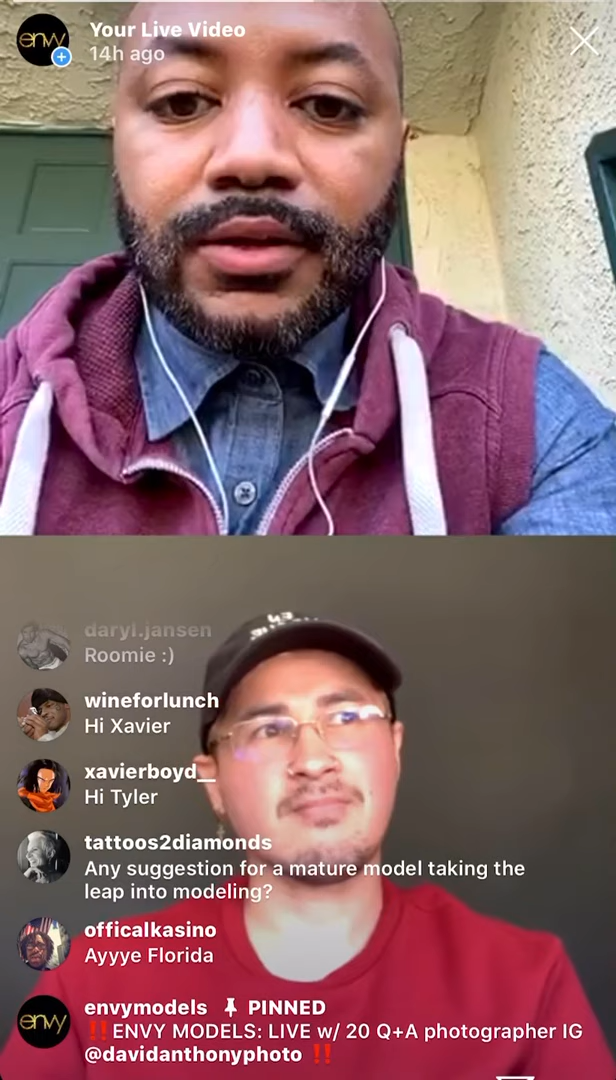 envy
Your Live Video
14h ago
daryl.jansen
Roomie :)
wineforlunch
Hi Xavier
xavierboyd__
Hi Tyler
tattoos2diamonds
Any suggestion for a mature model taking the
leap into modeling?
officalkasino
Ayyye Florida
envy
envymodels 📌 PINNED
‼️ENVY MODELS: LIVE w/ 20 Q+A photographer IG
@davidanthonyphoto ‼️